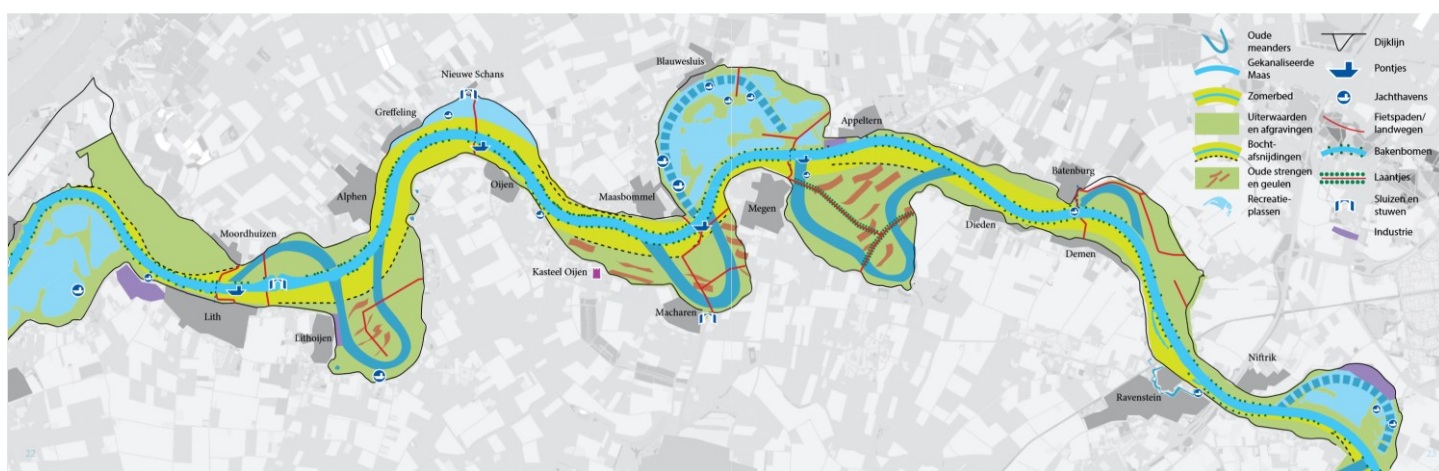 Blauwesluis
Nieuwe Schans
Greffeling
Appeltern
Alphen
Oijen
Maasbommel
Megen
Batenburg
Moordhuizen
Dieden
Demen
Kasteel Oijen
Lith
Macharen
Lithoijen
Niftrik
Ravenstein
Oude
meanders
Gekanaliseerde
Maas
Zomerbed
Uiterwaarden
en afgravingen
Bocht-
afsnijdingen
Oude strengen
en geulen
Recreatie-
plassen
Dijklijn
Pontjes
Jachthavens
Fietspaden/
landwegen
Bakenbomen
Laantjes
Sluizen en
stuwen
Industrie
22
23